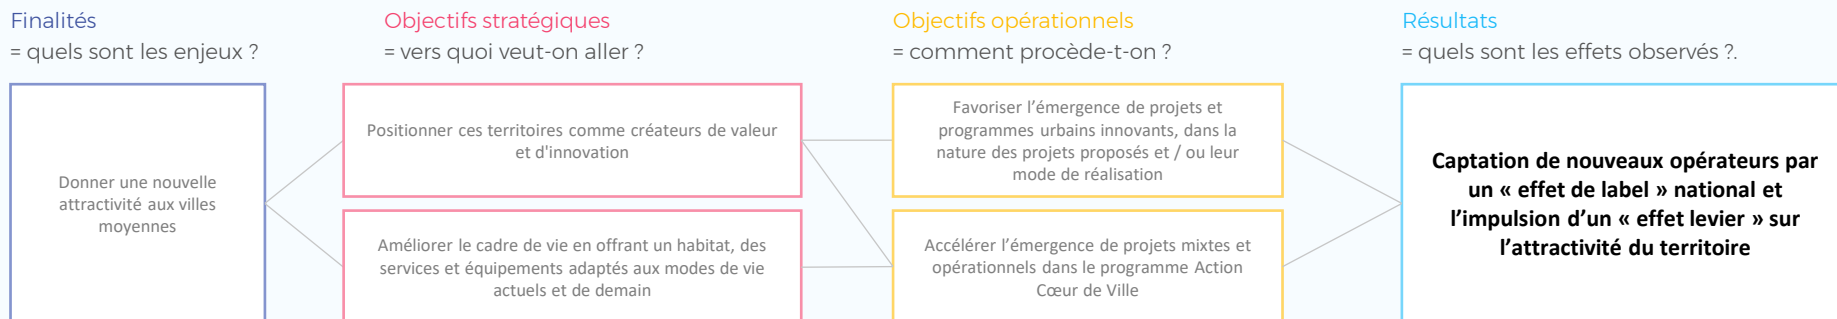 Finalités
= quels sont les enjeux ?
Objectifs stratégiques
= vers quoi veut-on aller ?
Objectifs opérationnels
= comment procède-t-on ?
Résultats
= quels sont les effets observés ?.
Donner une nouvelle
attractivité aux villes
moyennes
Positionner ces territoires comme créateurs de valeur
et d'innovation
Améliorer le cadre de vie en offrant un habitat, des
services et équipements adaptés aux modes de vie
actuels et de demain
Favoriser l’émergence de projets et
programmes urbains innovants, dans la
nature des projets proposés et / ou leur
mode de réalisation
Accélérer l’émergence de projets mixtes et
opérationnels dans le programme Action
Cœur de Ville
Captation de nouveaux opérateurs par
un « effet de label » national et
l’impulsion d’un « effet levier » sur
l’attractivité du territoire